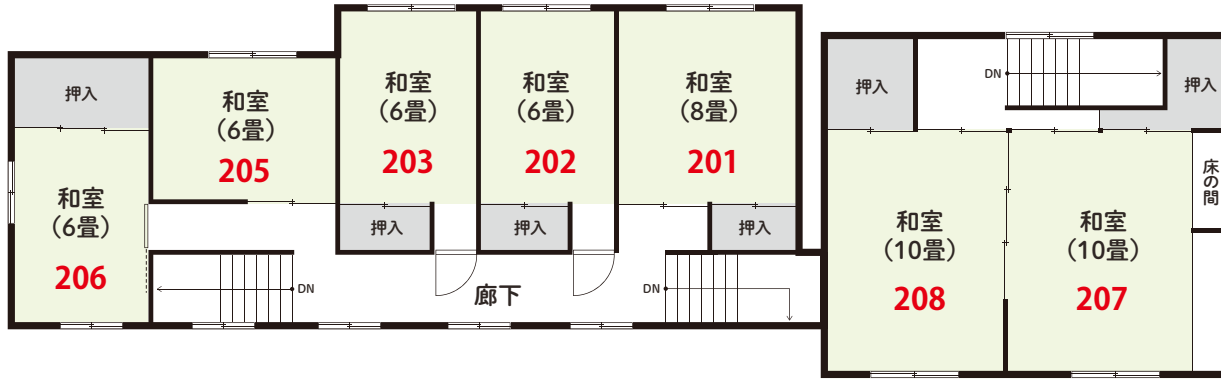 押入
和室
(6畳)
206
和室
(6畳)
205
和室
(6畳)
203
押入
和室
(6畳)
202
押入
和室
(8畳)
201
押入
DN
廊下
DN
押入
DN
押入
床の間
和室
(10畳)
208
和室
(10畳)
207